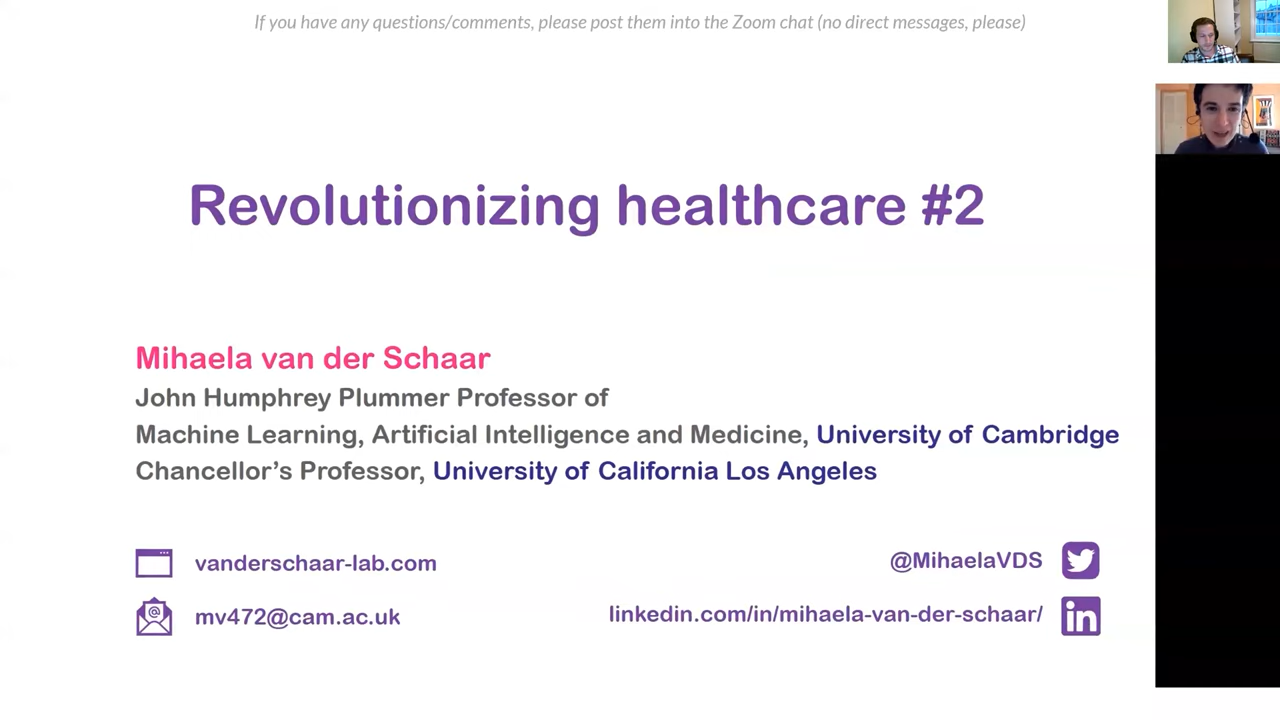 If you have any questions/comments, please post them into the Zoom chat (no direct messages, please)
Revolutionizing healthcare #2
Mihaela van der Schaar
John Humphrey Plummer Professor of
Machine Learning, Artificial Intelligence and Medicine, University of Cambridge
Chancellor's Professor, University of California Los Angeles
vanderschaar-lab.com
@MihaelaVDS
mv472@cam.ac.uk
linkedin.com/in/mihaela-van-der-schaar/